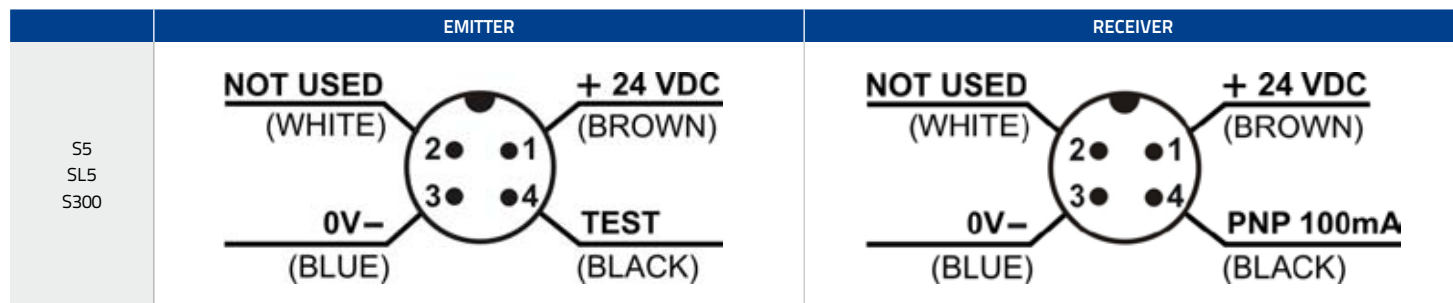 EMITTER
RECEIVER
S5
SL5
S300
NOT USED
(WHITE)
+ 24 VDC
(BROWN)
2
1
3
4
0V–
(BLUE)
TEST
(BLACK)
NOT USED
(WHITE)
+ 24 VDC
(BROWN)
2
1
3
4
0V–
(BLUE)
PNP 100mA
(BLACK)